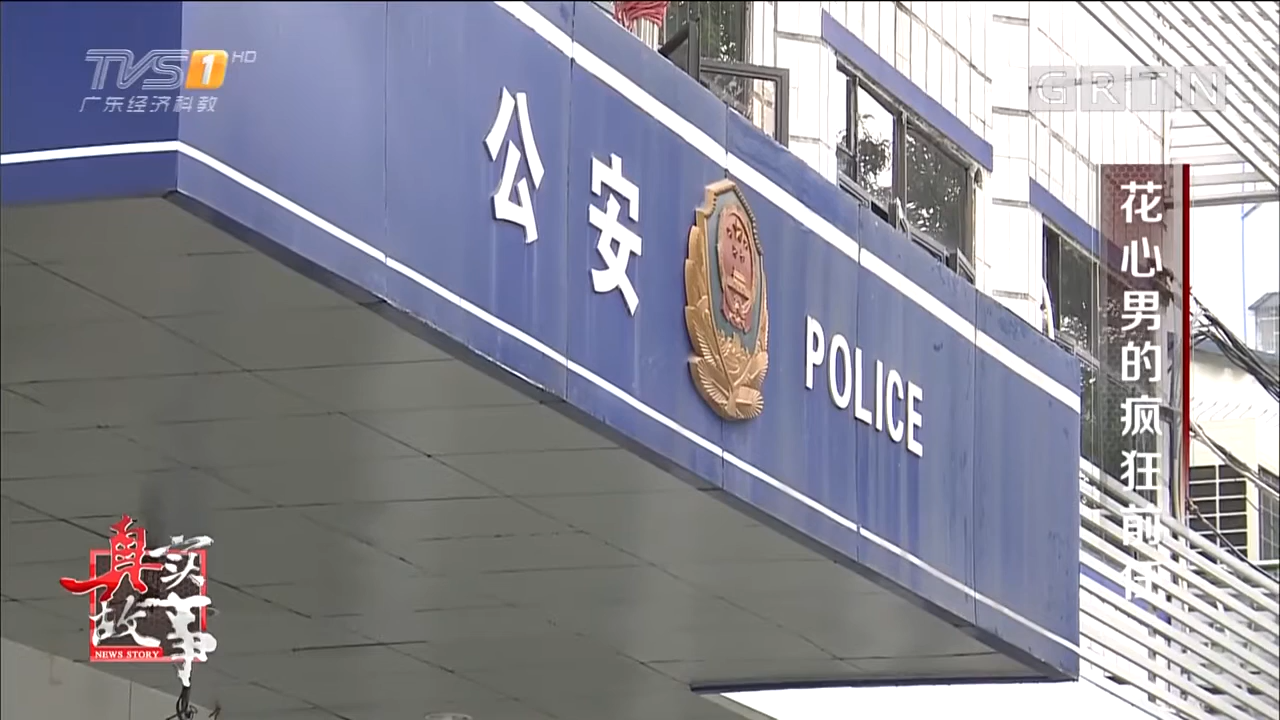 TVS1 HD
广东经济科教
GRTN
公安 POLICE
花心男的疯狂前任
真实故事
NEWS STORY